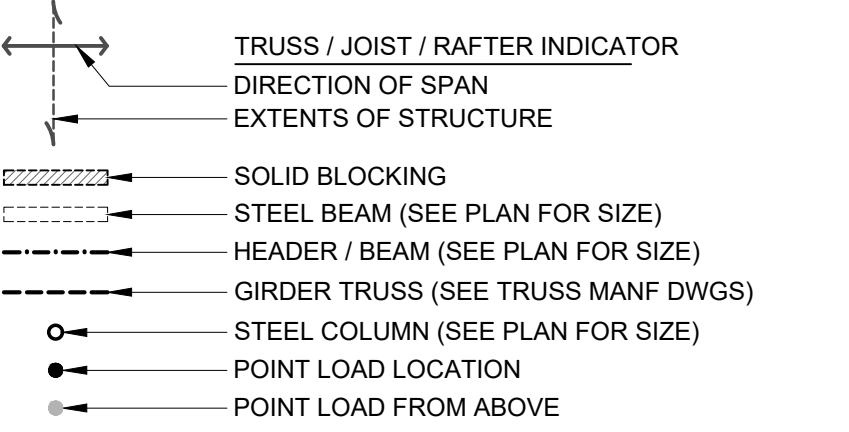 TRUSS / JOIST / RAFTER INDICATOR
DIRECTION OF SPAN
EXTENTS OF STRUCTURE
SOLID BLOCKING
STEEL BEAM (SEE PLAN FOR SIZE)
HEADER / BEAM (SEE PLAN FOR SIZE)
GIRDER TRUSS (SEE TRUSS MANF DWGS)
STEEL COLUMN (SEE PLAN FOR SIZE)
POINT LOAD LOCATION
POINT LOAD FROM ABOVE